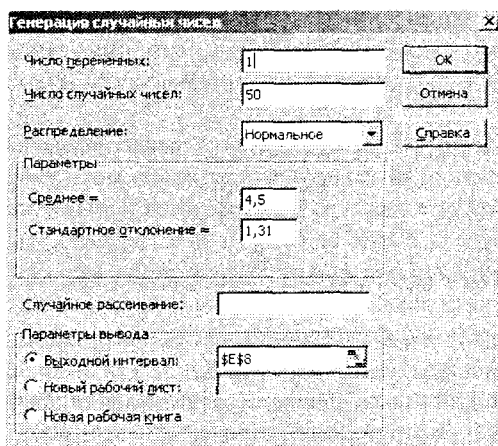 Генерация случайных чисел
Число переменных: 1 ОК
Число случайных чисел: 50 Отмена
Распределение: Нормальное Справка
Параметры
Среднее = 4,5
Стандартное отклонение = 1,31
Случайное рассеивание:
Параметры вывода
Выходной интервал: $E$8
Новый рабочий лист:
Новая рабочая книга